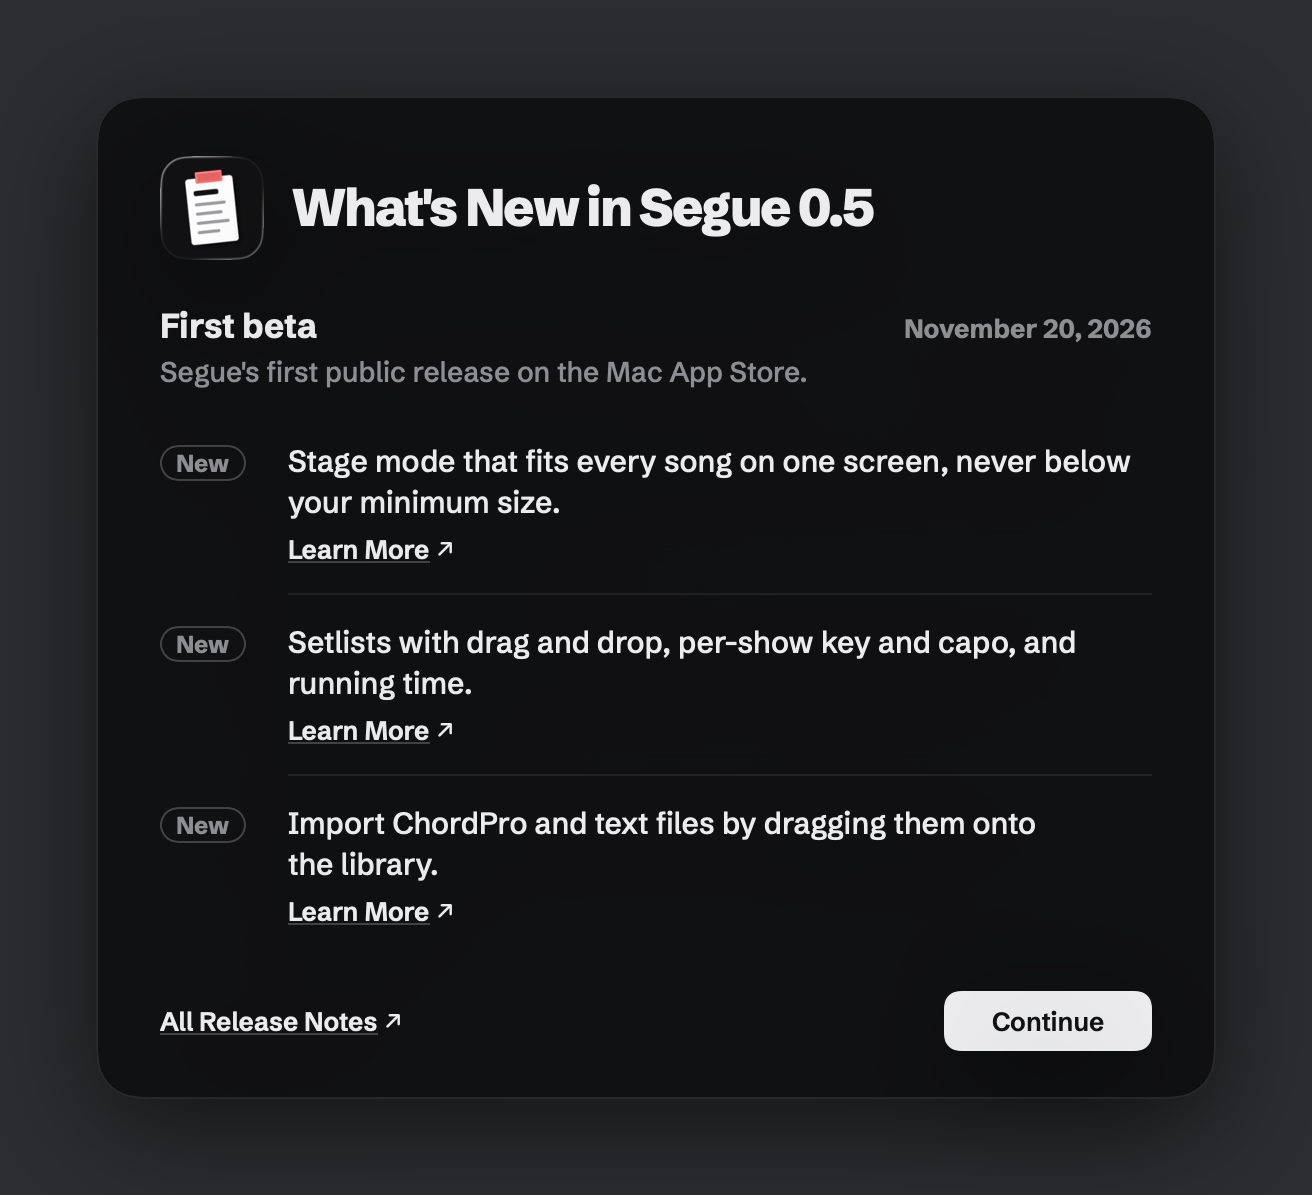 What's New in Segue 0.5
First beta
November 20, 2026
Segue's first public release on the Mac App Store.
New
Stage mode that fits every song on one screen, never below
your minimum size.
Learn More ↗
New
Setlists with drag and drop, per-show key and capo, and
running time.
Learn More ↗
New
Import ChordPro and text files by dragging them onto
the library.
Learn More ↗
All Release Notes ↗
Continue